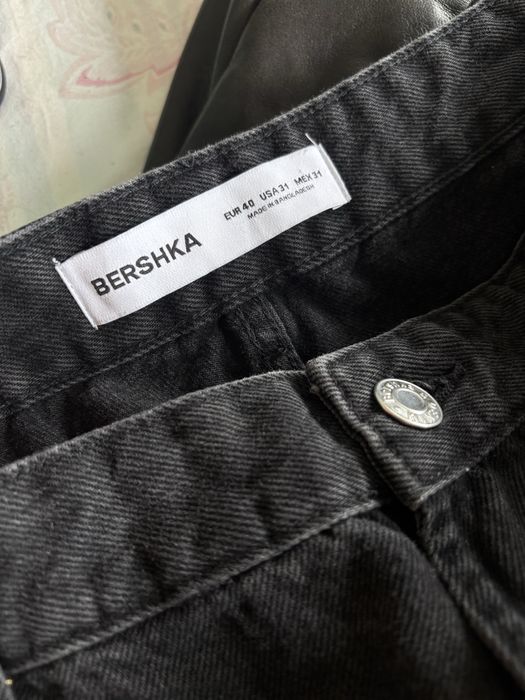 BERSHKA
EUR 40 USA 31 MEX 31
MADE IN BANGLADESH